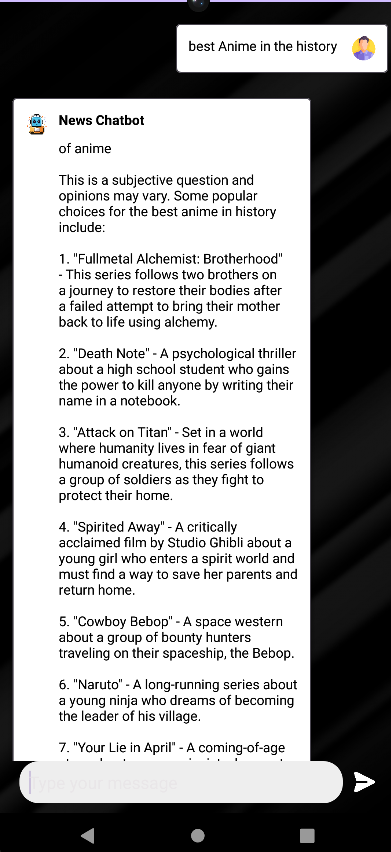 best Anime in the history
News Chatbot
of anime
This is a subjective question and
opinions may vary. Some popular
choices for the best anime in history
include:
1. "Fullmetal Alchemist: Brotherhood"
- This series follows two brothers on
a journey to restore their bodies after
a failed attempt to bring their mother
back to life using alchemy.
2. "Death Note" - A psychological thriller
about a high school student who gains
the power to kill anyone by writing their
name in a notebook.
3. "Attack on Titan" - Set in a world
where humanity lives in fear of giant
humanoid creatures, this series follows
a group of soldiers as they fight to
protect their home.
4. "Spirited Away" - A critically
acclaimed film by Studio Ghibli about a
young girl who enters a spirit world and
must find a way to save her parents and
return home.
5. "Cowboy Bebop" - A space western
about a group of bounty hunters
traveling on their spaceship, the Bebop.
6. "Naruto" - A long-running series about
a young ninja who dreams of becoming
the leader of his village.
7. "Your Lie in April" - A coming-of-age
Type your message